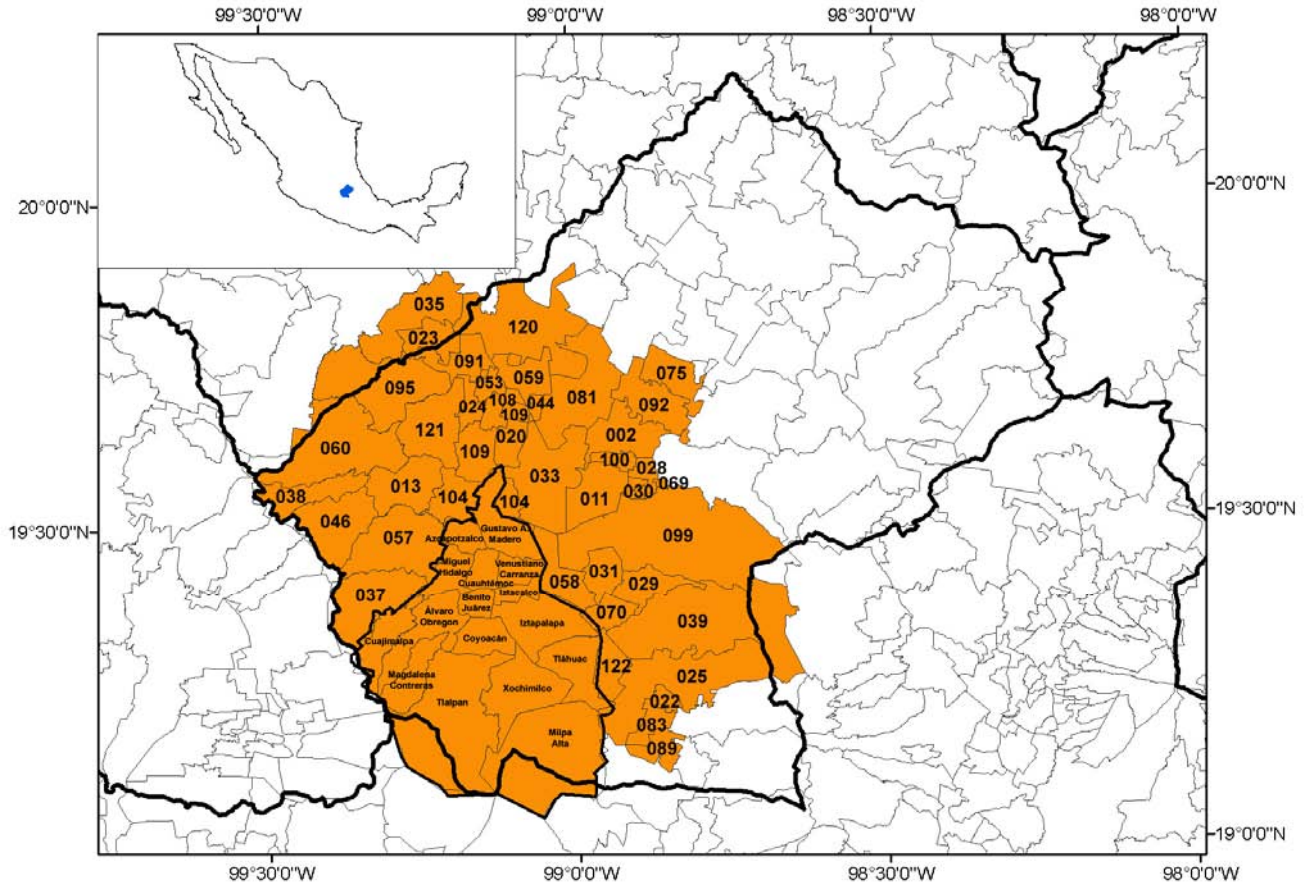 99°30'0"W
99°0'0"W
98°30'0"W
98°0'0"W
20°0'0"N
20°0'0"N
035
120
023
091
075
053
059
095
081
108
044
092
024
109
121
020
002
060
109
100
028
033
069
013
030
038
104
104
011
19°30'0"N
19°30'0"N
046
099
Gustavo A.
Madero
057
Azcapotzalco
Miguel
Hidalgo
Venustiano
Carranza
031
058
029
Cuauhtémoc
Iztacalco
037
Benito
Juárez
070
Álvaro
Obregon
Iztapalapa
039
Cuajimalpa
Coyoacán
Tláhuac
122
025
Magdalena
Contreras
Xochimilco
Tlalpan
022
083
Milpa
Alta
089
19°0'0"N
19°0'0"N
99°30'0"W
99°0'0"W
98°30'0"W
98°0'0"W